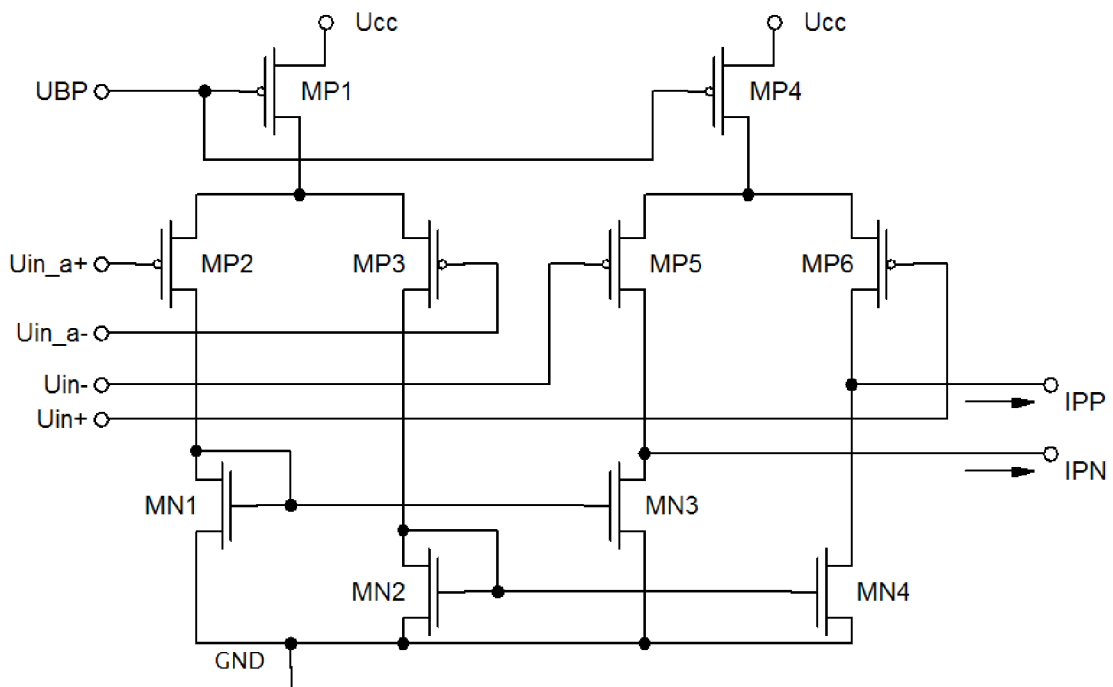 Ucc Ucc
UBP MP1 MP4
Uin_a+ MP2 MP3 MP5 MP6
Uin_a-
Uin-
Uin+ IPP
IPN
MN1 MN3
MN2 MN4
GND